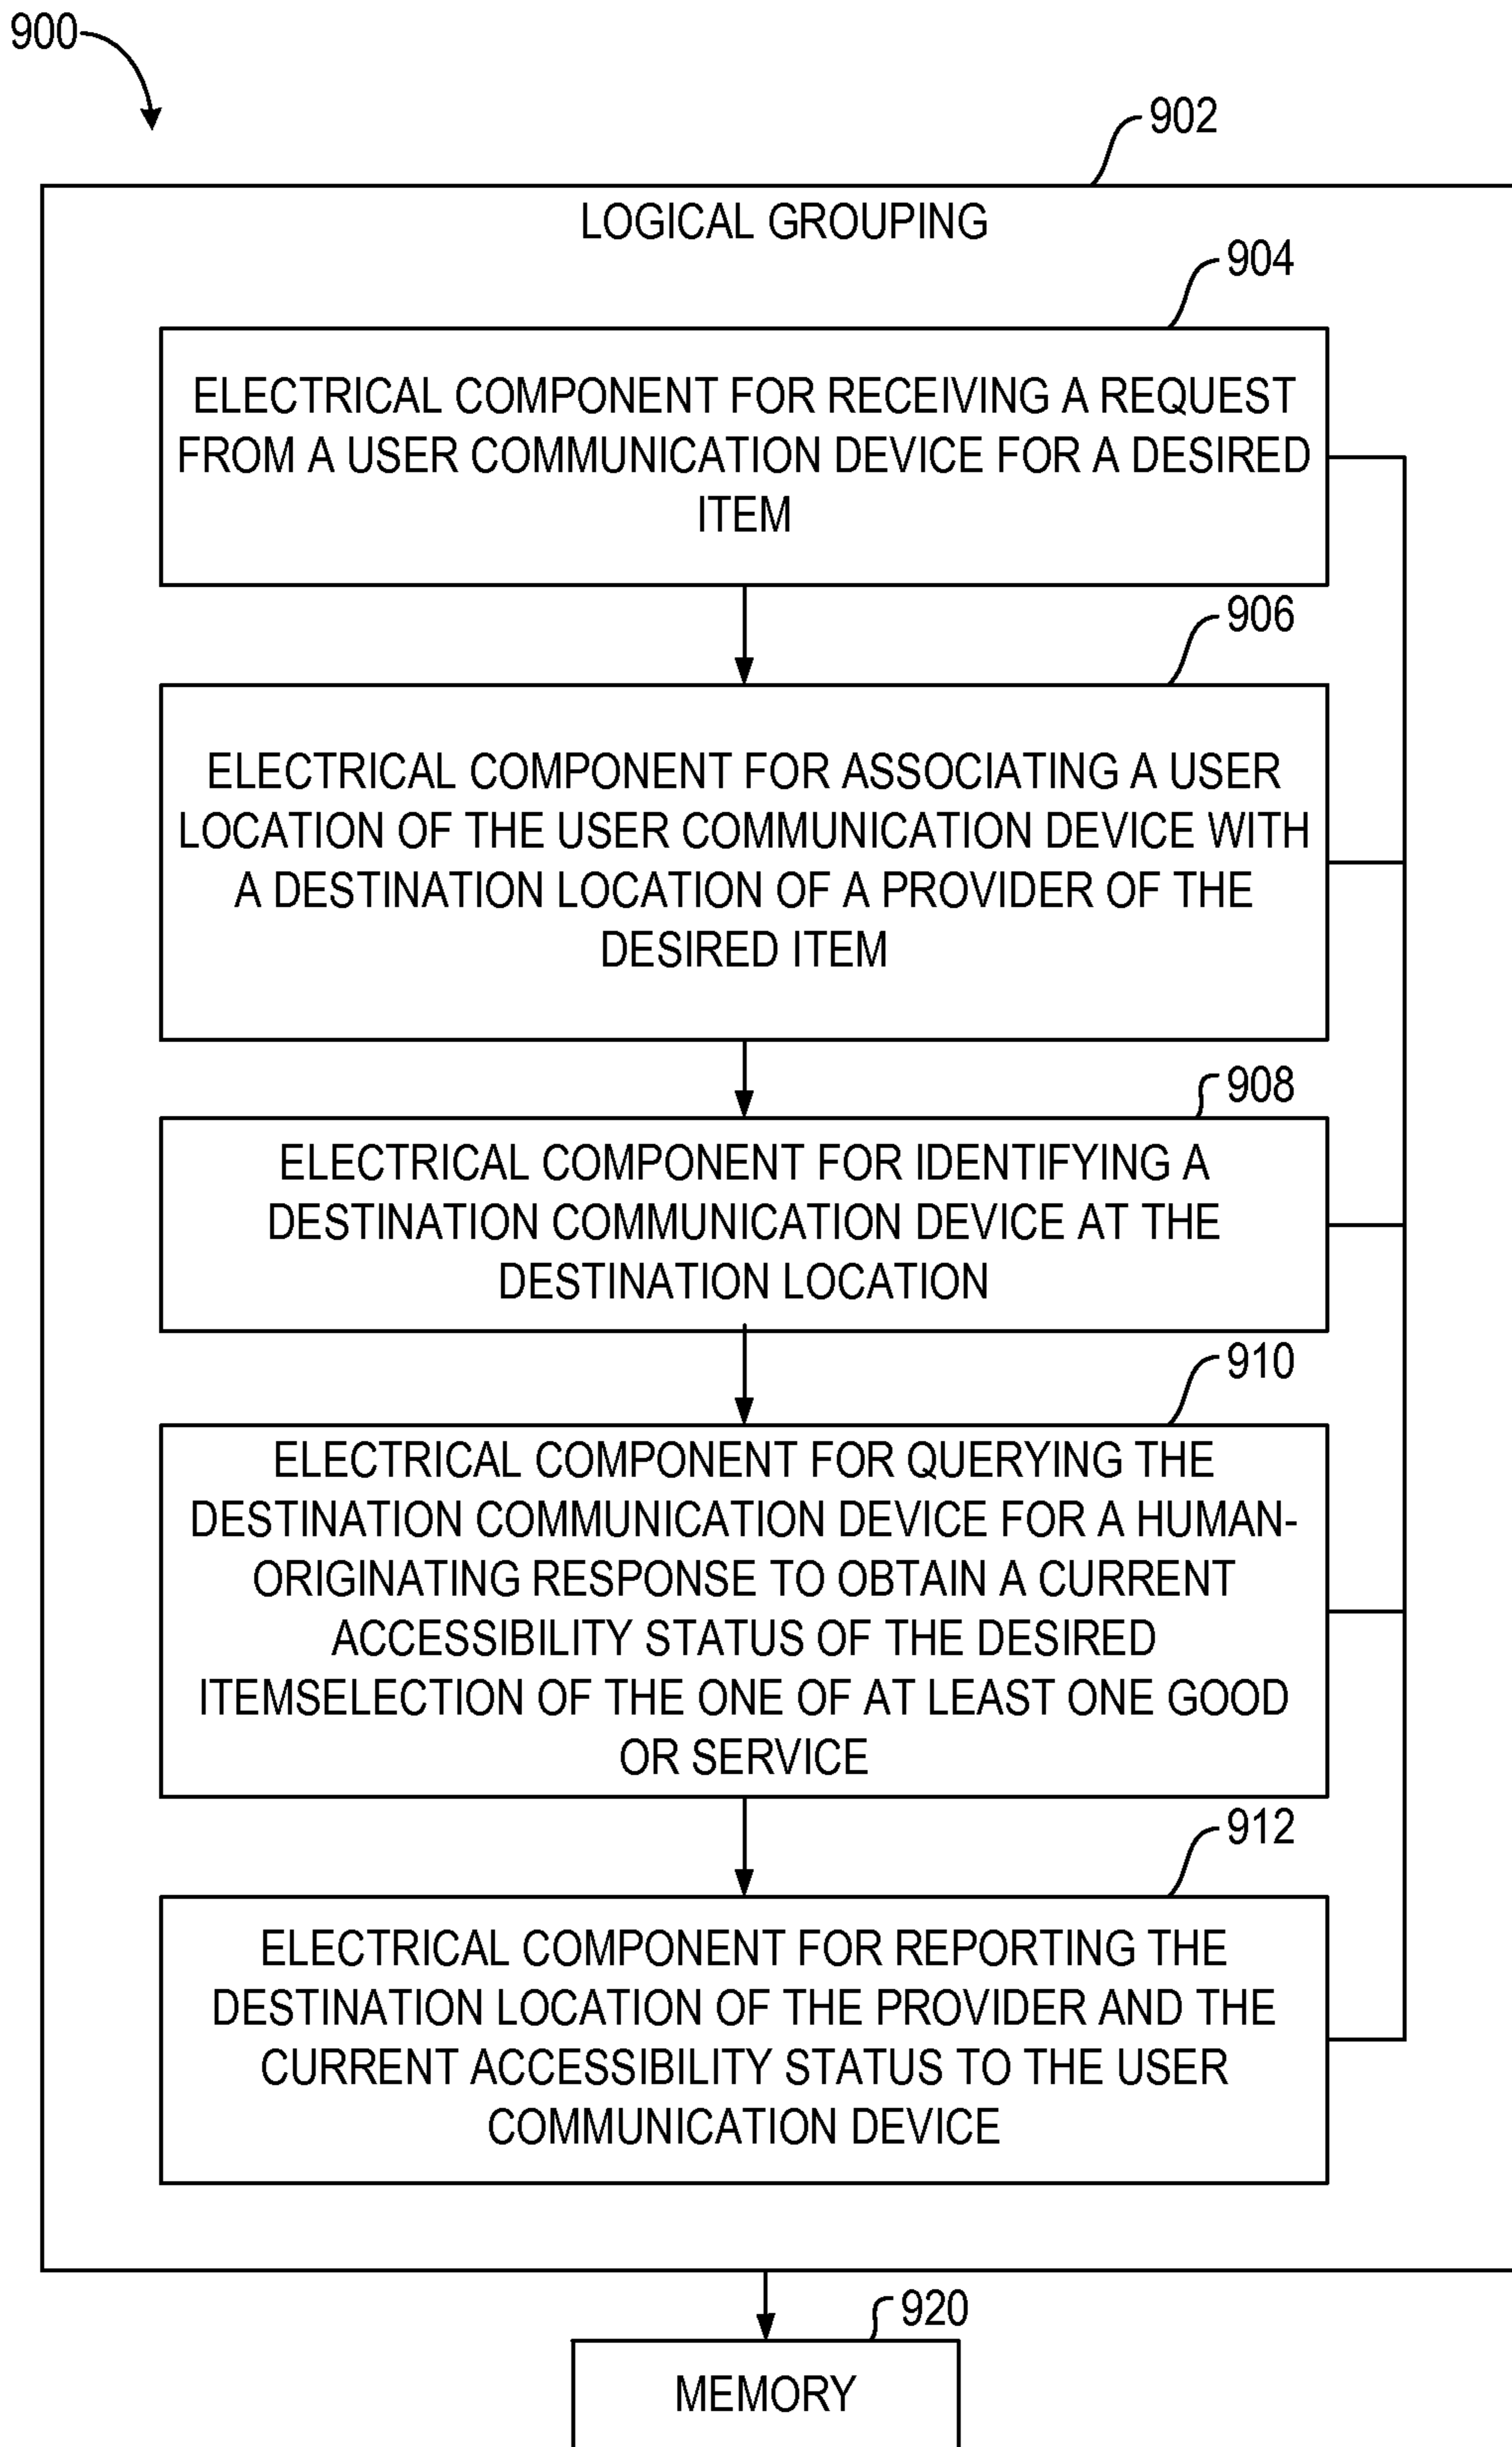 900
902
LOGICAL GROUPING
904
ELECTRICAL COMPONENT FOR RECEIVING A REQUEST
FROM A USER COMMUNICATION DEVICE FOR A DESIRED
ITEM
906
ELECTRICAL COMPONENT FOR ASSOCIATING A USER
LOCATION OF THE USER COMMUNICATION DEVICE WITH
A DESTINATION LOCATION OF A PROVIDER OF THE
DESIRED ITEM
908
ELECTRICAL COMPONENT FOR IDENTIFYING A
DESTINATION COMMUNICATION DEVICE AT THE
DESTINATION LOCATION
910
ELECTRICAL COMPONENT FOR QUERYING THE
DESTINATION COMMUNICATION DEVICE FOR A HUMAN-
ORIGINATING RESPONSE TO OBTAIN A CURRENT
ACCESSIBILITY STATUS OF THE DESIRED
ITEMSELECTION OF THE ONE OF AT LEAST ONE GOOD
OR SERVICE
912
ELECTRICAL COMPONENT FOR REPORTING THE
DESTINATION LOCATION OF THE PROVIDER AND THE
CURRENT ACCESSIBILITY STATUS TO THE USER
COMMUNICATION DEVICE
920
MEMORY